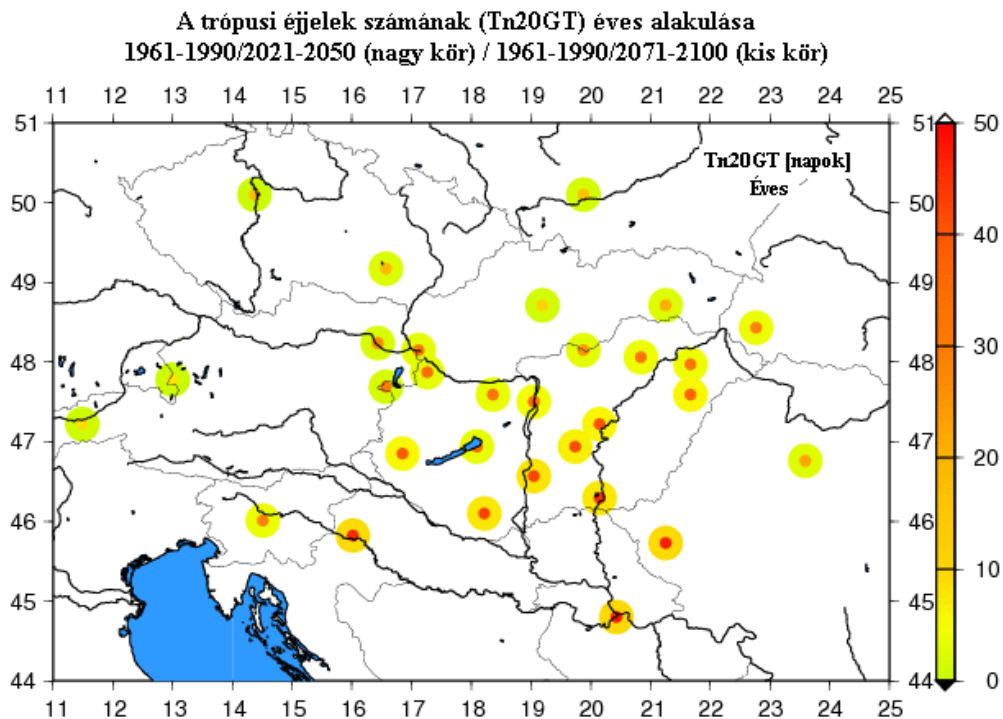 A trópusi éjjelek számának (Tn20GT) éves alakulása
1961-1990/2021-2050 (nagy kör) / 1961-1990/2071-2100 (kis kör)
11 12 13 14 15 16 17 18 19 20 21 22 23 24 25
51 51 50
Tn20GT [napok]
Éves
50 50
40
49 49
30
48 48
47 47 20
46 46
10
45 45
44 44 0
11 12 13 14 15 16 17 18 19 20 21 22 23 24 25